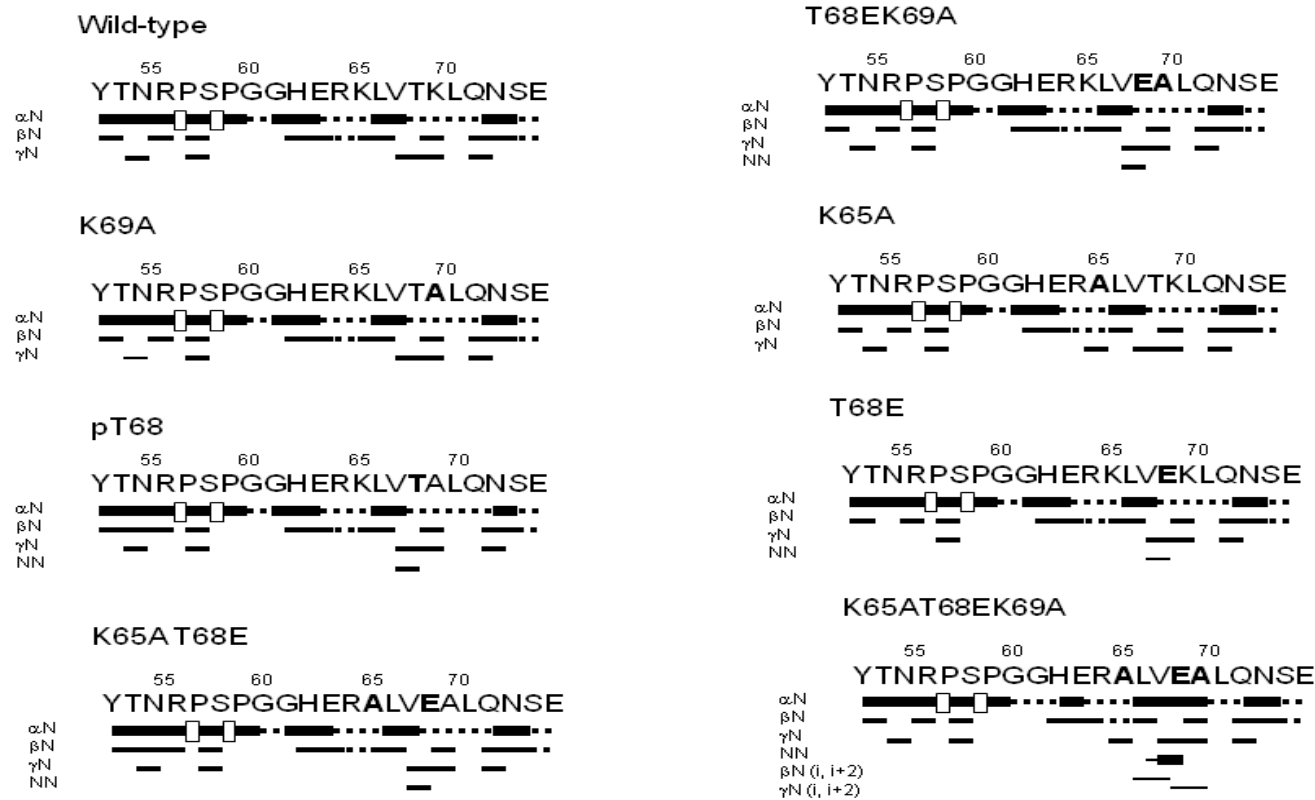 Wild-type
55 60 65 70
YTNRPSPGGHERKLVTKLQNSE
αN
βN
γN
K69A
55 60 65 70
YTNRPSPGGHERKLVTALQNSE
αN
βN
γN
pT68
55 60 65 70
YTNRPSPGGHERKLVTALQNSE
αN
βN
γN
NN
K65AT68E
55 60 65 70
YTNRPSPGGHERALVEALQNSE
αN
βN
γN
NN
T68EK69A
55 60 65 70
YTNRPSPGGHERKLVEALQNSE
αN
βN
γN
NN
K65A
55 60 65 70
YTNRPSPGGHERALVTKLQNSE
αN
βN
γN
T68E
55 60 65 70
YTNRPSPGGHERKLVEKLQNSE
αN
βN
γN
NN
K65AT68EK69A
55 60 65 70
YTNRPSPGGHERALVEALQNSE
αN
βN
γN
NN
βN (i, i+2)
γN (i, i+2)